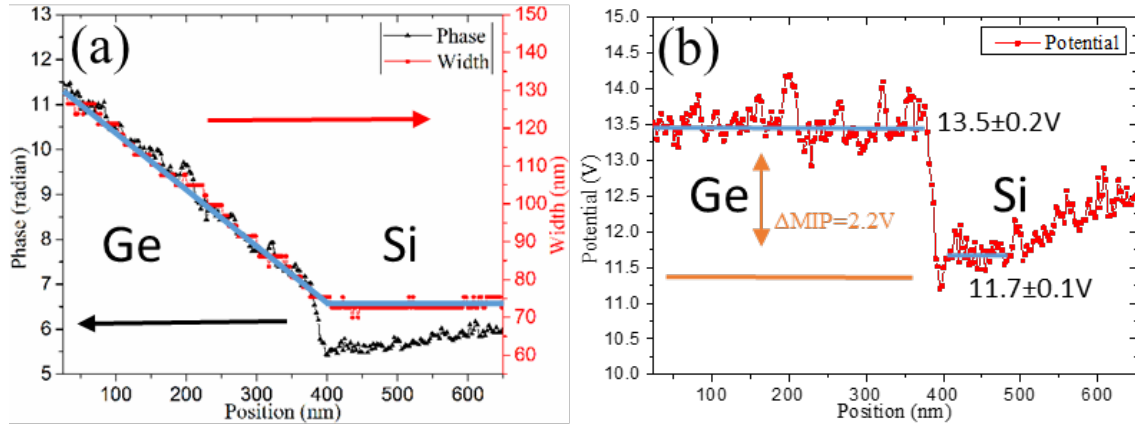 (a)
Phase
Width
Ge
Si
Phase (radian)
13
12
11
10
9
8
7
6
5
Width (nm)
150
140
130
120
110
100
90
80
70
60
100 200 300 400 500 600
Position (nm)
(b)
Potential
13.5±0.2V
Ge
Si
ΔMIP=2.2V
11.7±0.1V
Potential (V)
15.0
14.5
14.0
13.5
13.0
12.5
12.0
11.5
11.0
10.5
10.0
100 200 300 400 500 600
Position (nm)